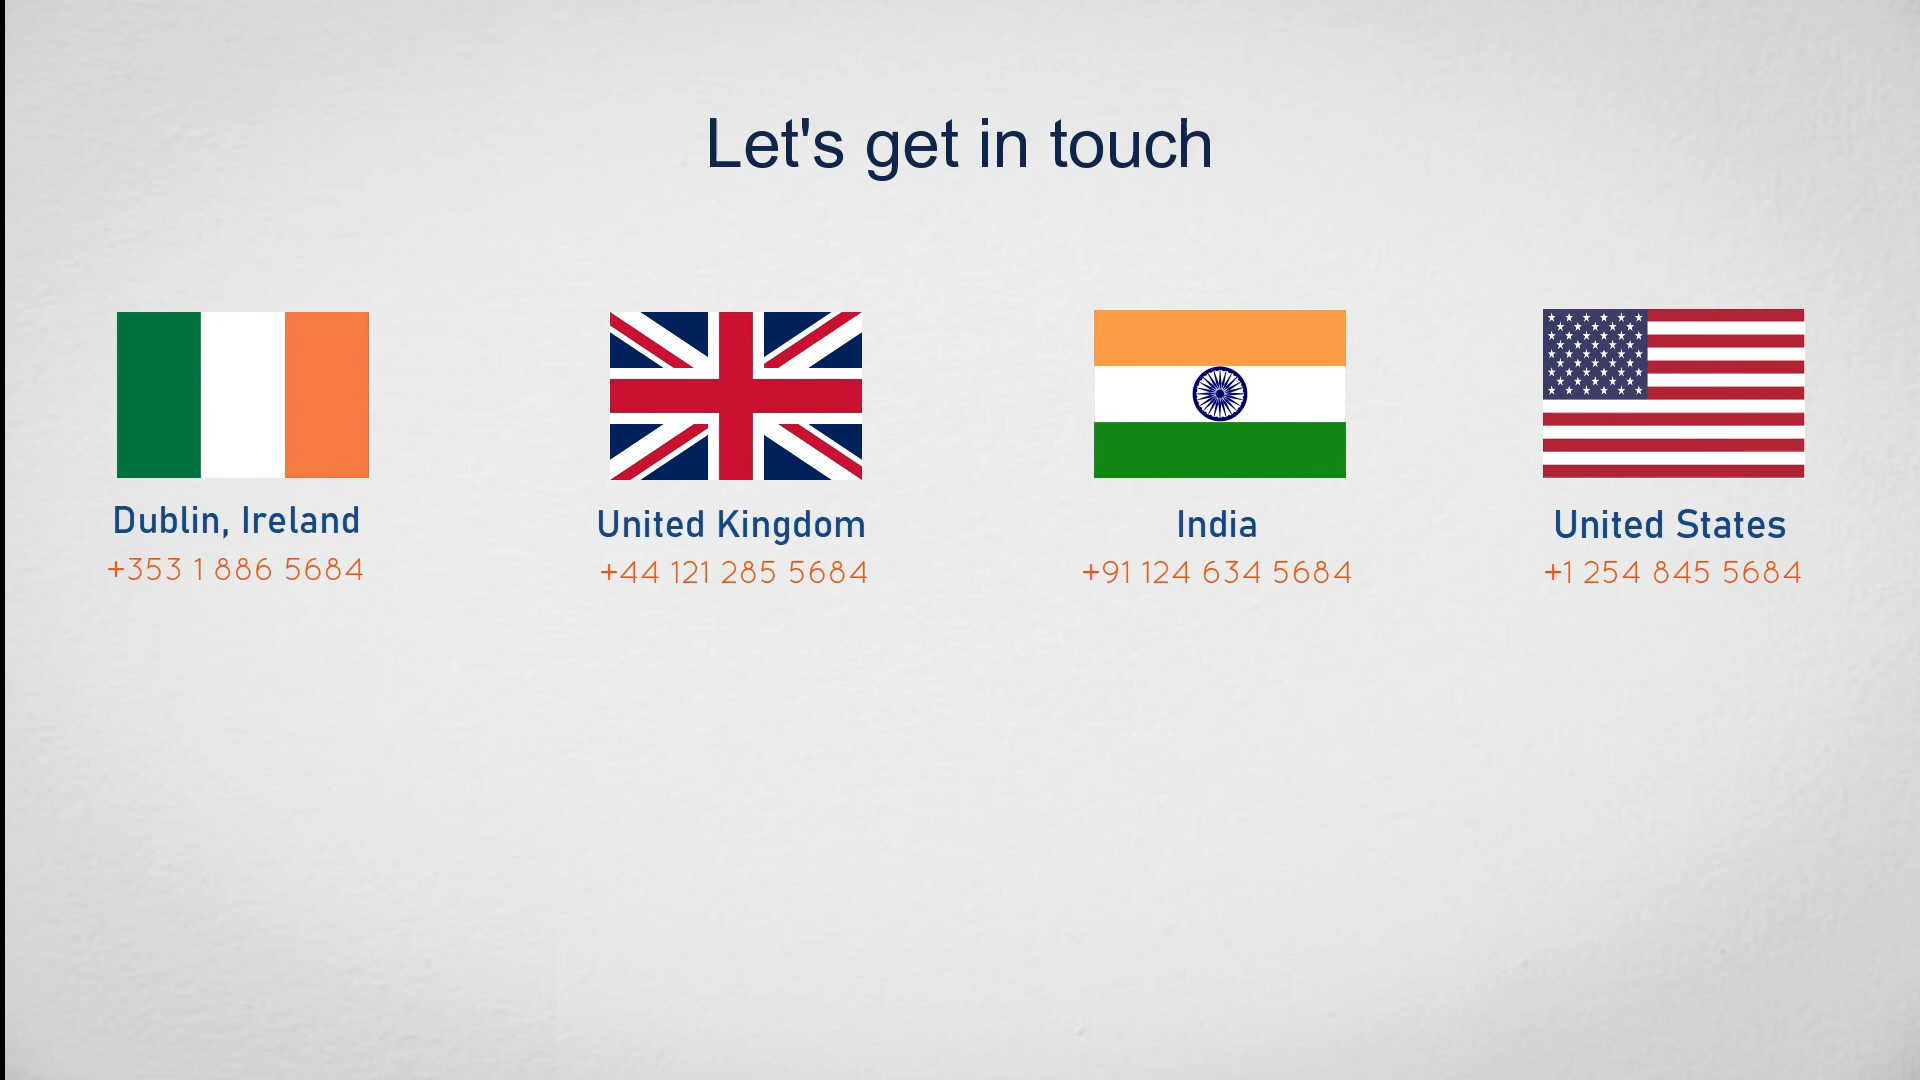 Let's get in touch
Dublin, Ireland
+353 1 886 5684
United Kingdom
+44 121 285 5684
India
+91 124 634 5684
United States
+1 254 845 5684